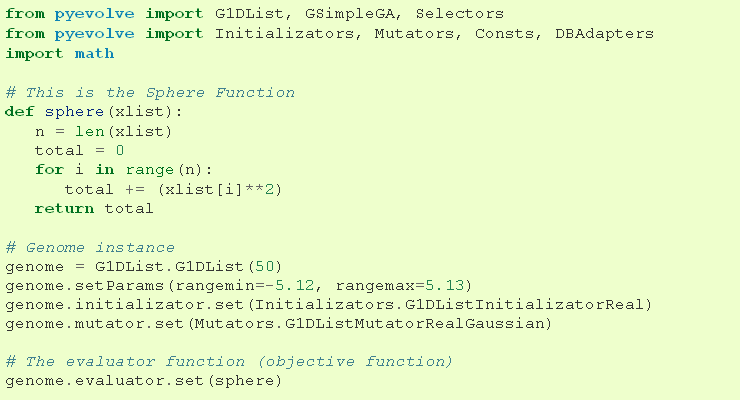 from pyevolve import G1DList, GSimpleGA, Selectors
from pyevolve import Initializators, Mutators, Consts, DBAdapters
import math
# This is the Sphere Function
def sphere(xlist):
n = len(xlist)
total = 0
for i in range(n):
total += (xlist[i]**2)
return total
# Genome instance
genome = G1DList.G1DList(50)
genome.setParams(rangemin=-5.12, rangemax=5.13)
genome.initializator.set(Initializators.G1DListInitializatorReal)
genome.mutator.set(Mutators.G1DListMutatorRealGaussian)
# The evaluator function (objective function)
genome.evaluator.set(sphere)